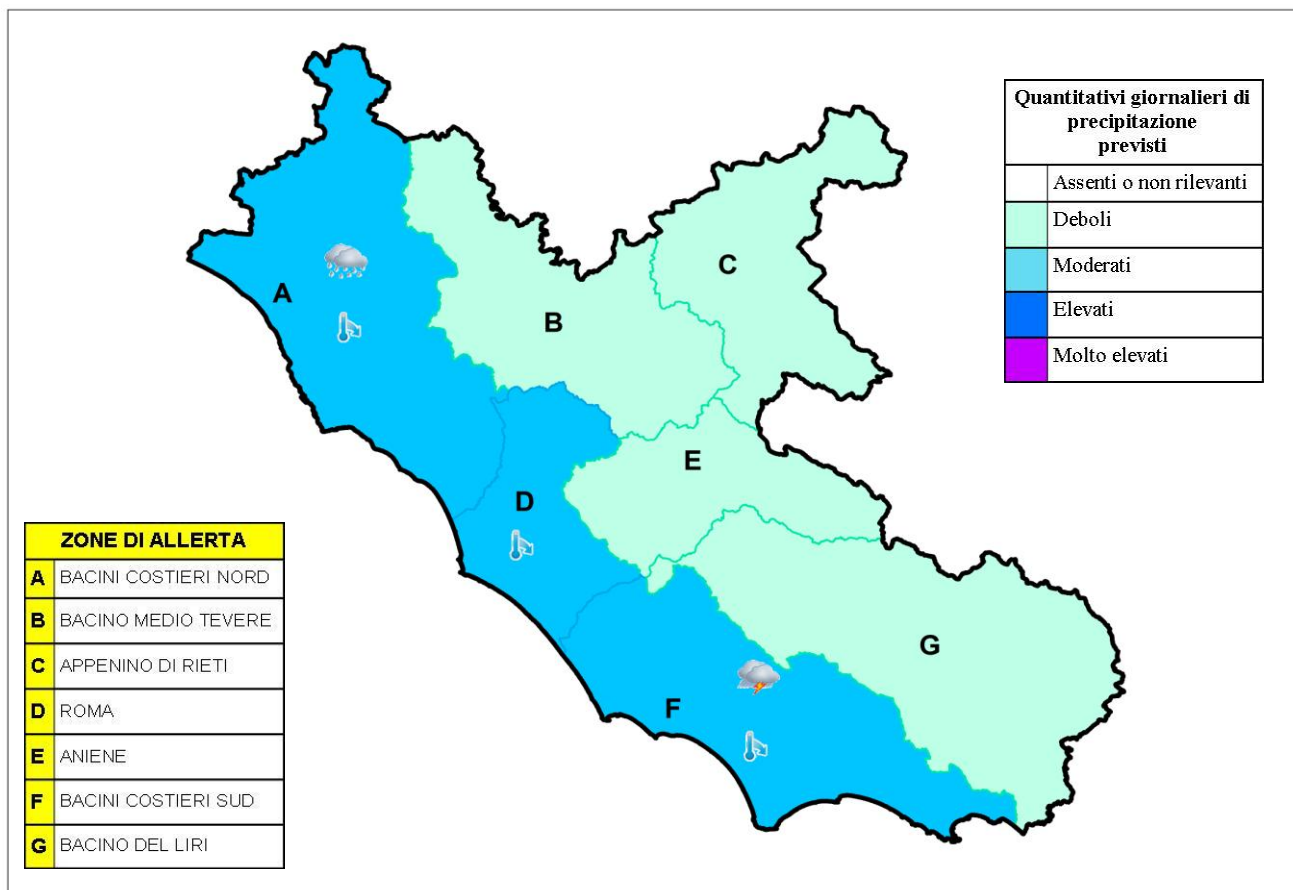 Quantitativi giornalieri di
precipitazione
previsti
Assenti o non rilevanti
Deboli
Moderati
Elevati
Molto elevati
A
B
C
D
E
F
G
ZONE DI ALLERTA
A BACINI COSTIERI NORD
B BACINO MEDIO TEVERE
C APPENINO DI RIETI
D ROMA
E ANIENE
F BACINI COSTIERI SUD
G BACINO DEL LIRI